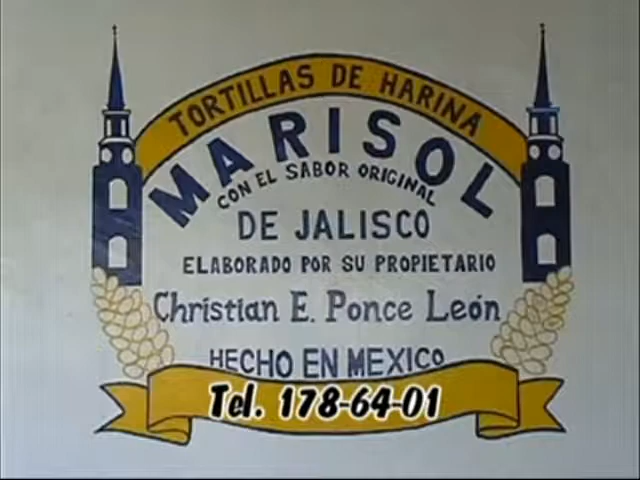 TORTILLAS DE HARINA
MARISOL
CON EL SABOR ORIGINAL
DE JALISCO
ELABORADO POR SU PROPIETARIO
Christian E. Ponce León
HECHO EN MEXICO
Tel. 178-64-01